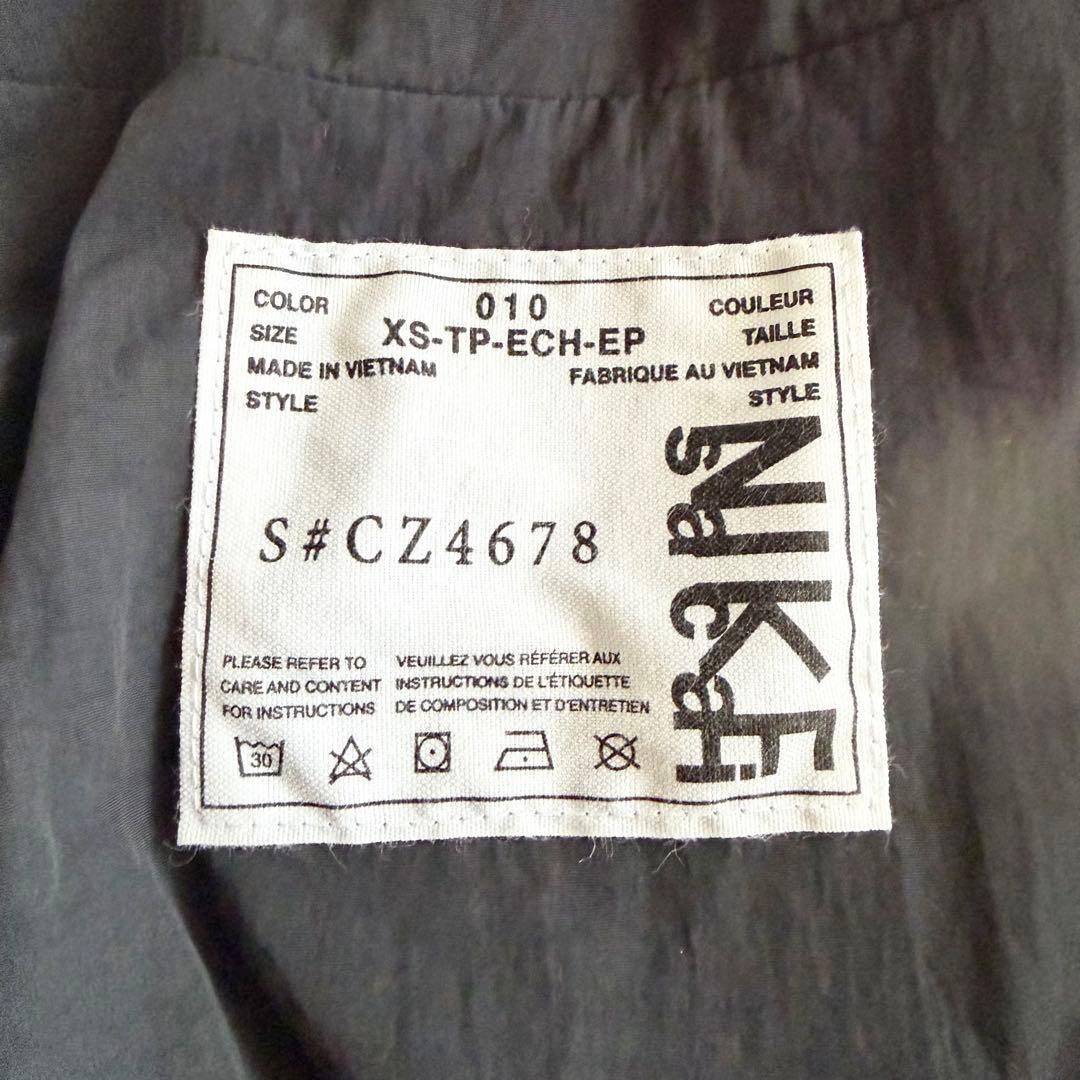 COLOR 010 COULEUR
SIZE XS-TP-ECH-EP TAILLE
MADE IN VIETNAM FABRIQUE AU VIETNAM
STYLE STYLE
S#CZ4678
NIKE
sacai
PLEASE REFER TO VEUILLEZ VOUS RÉFÉRER AUX
CARE AND CONTENT INSTRUCTIONS DE L'ÉTIQUETTE
FOR INSTRUCTIONS DE COMPOSITION ET D'ENTRETIEN
30